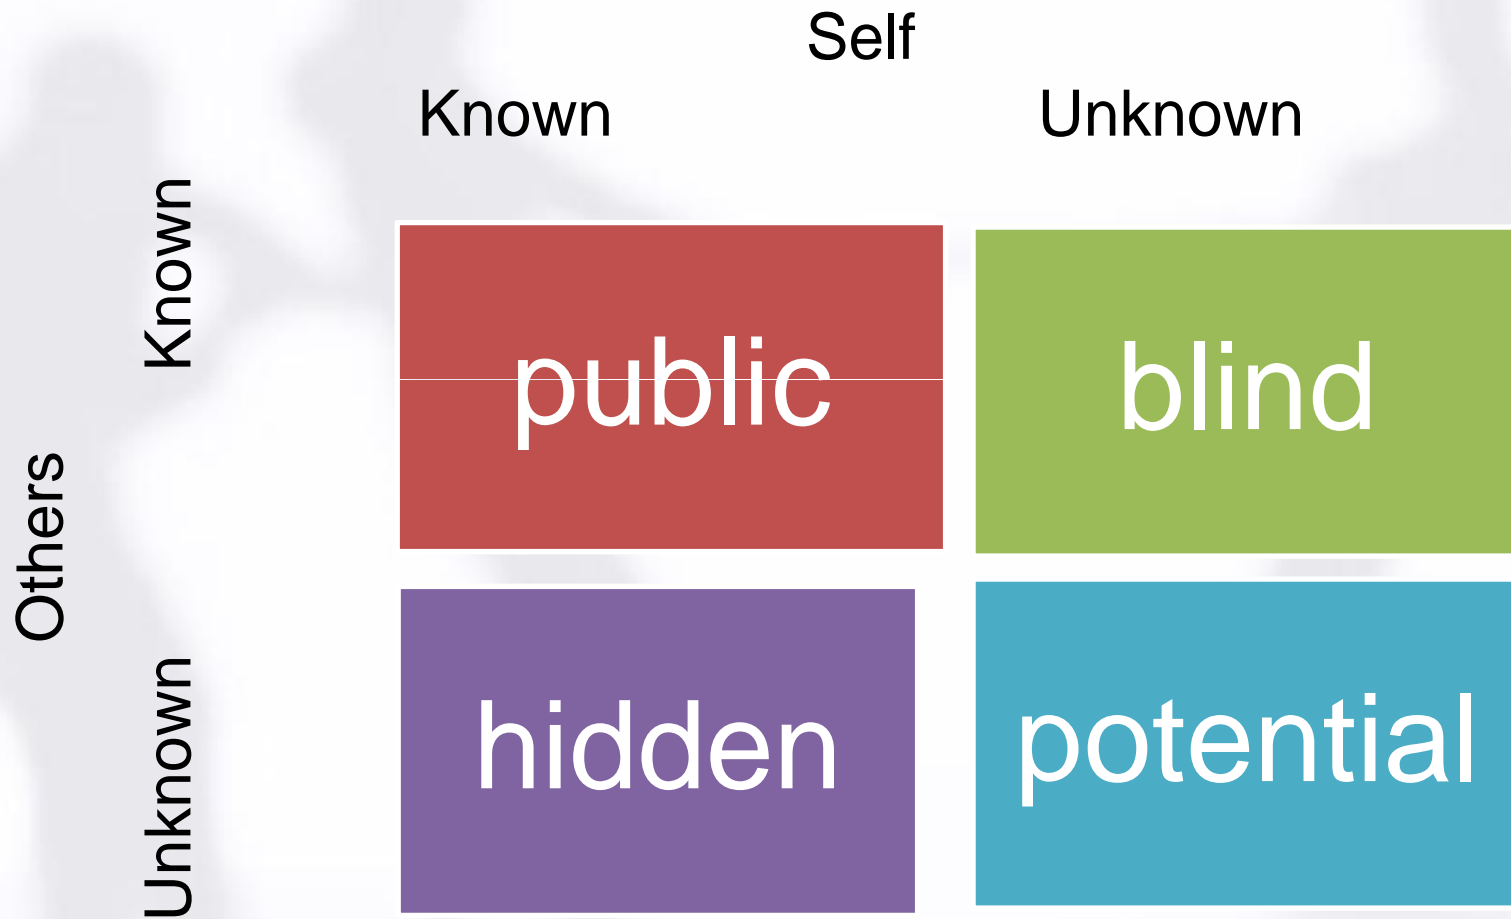 Self
Known Unknown
Others
Known
public blind
Unknown
hidden potential